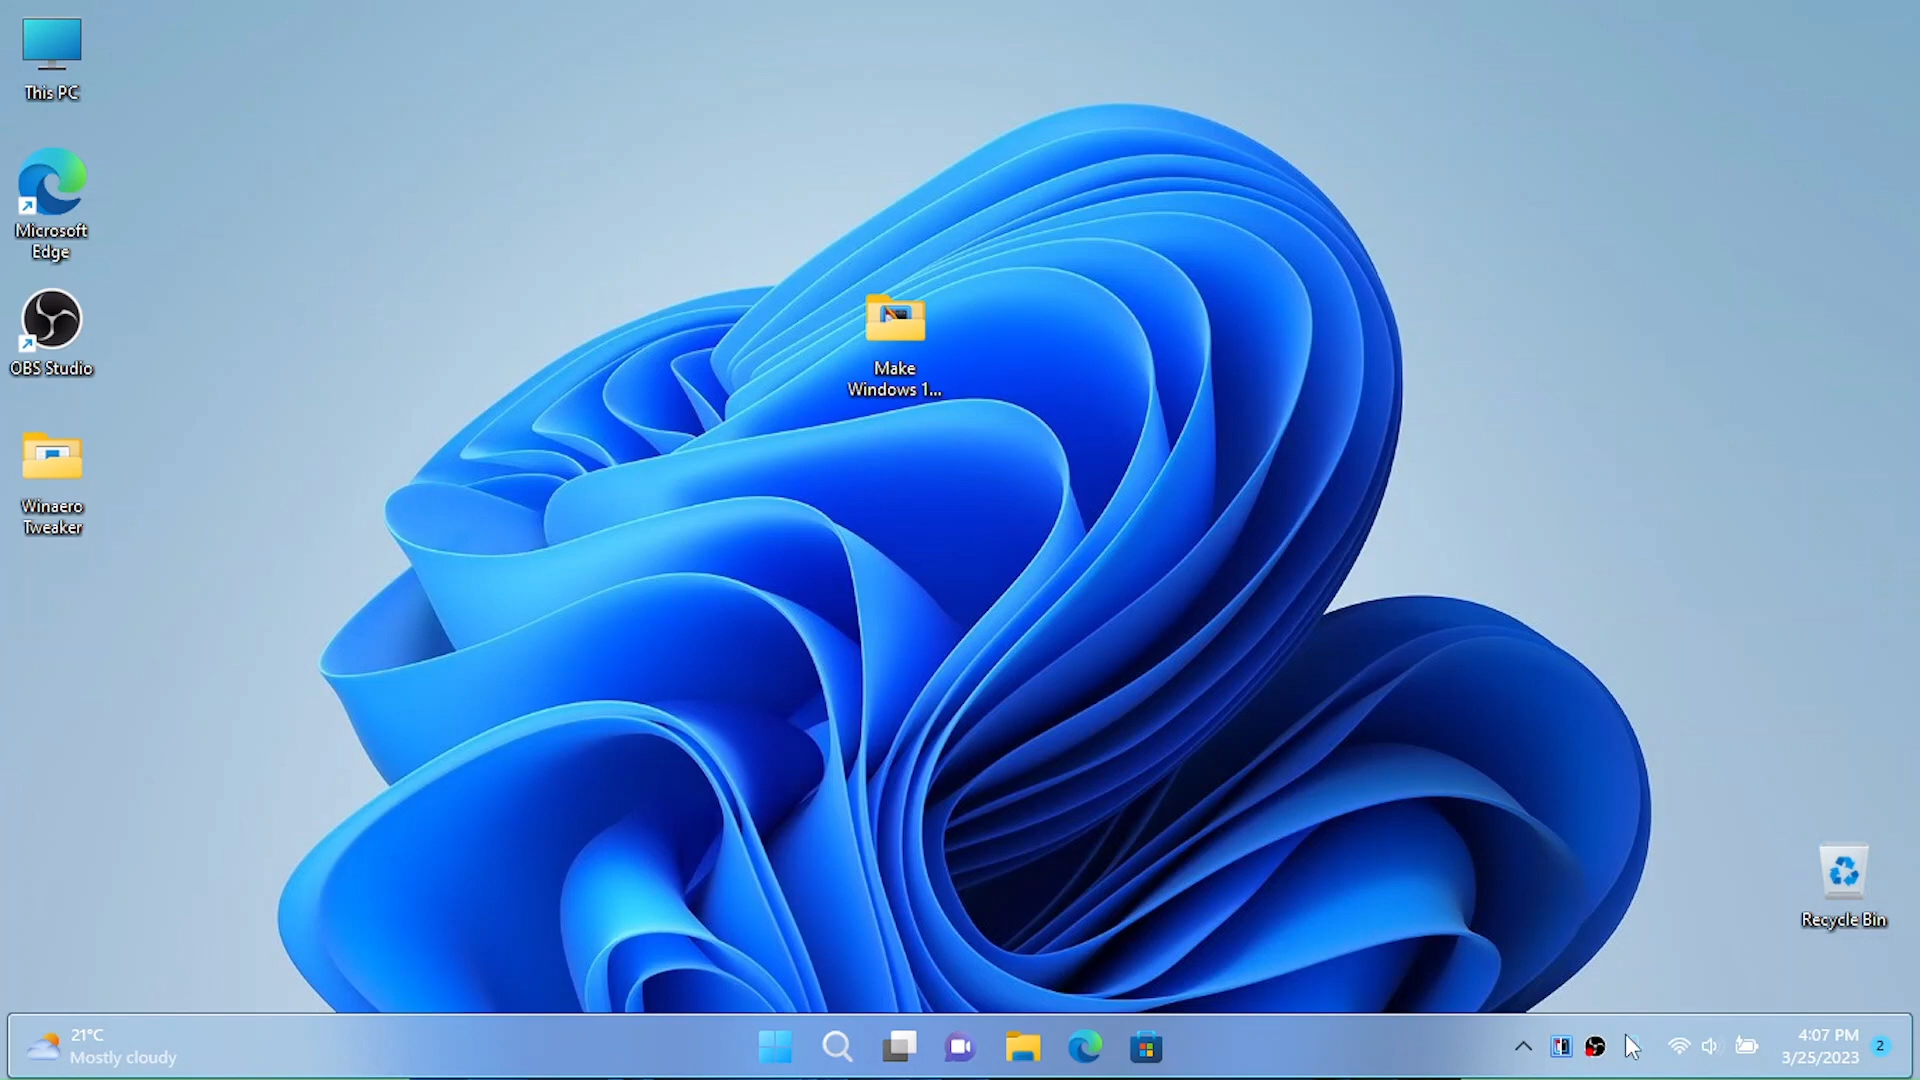 This PC
Microsoft
Edge
OBS Studio
Winaero
Tweaker
Make
Windows 1...
Recycle Bin
21°C
Mostly cloudy
4:07 PM
3/25/2023
2